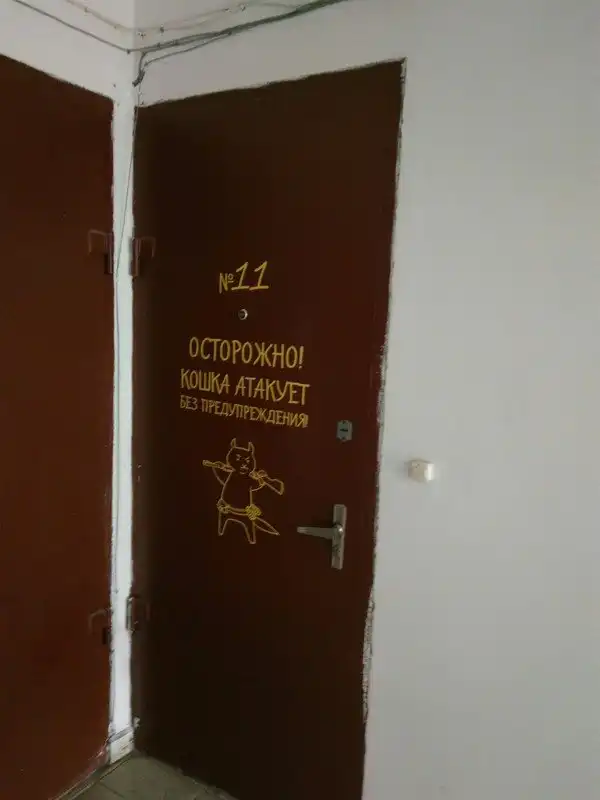 №11
ОСТОРОЖНО!
КОШКА АТАКУЕТ
БЕЗ ПРЕДУПРЕЖДЕНИЯ!